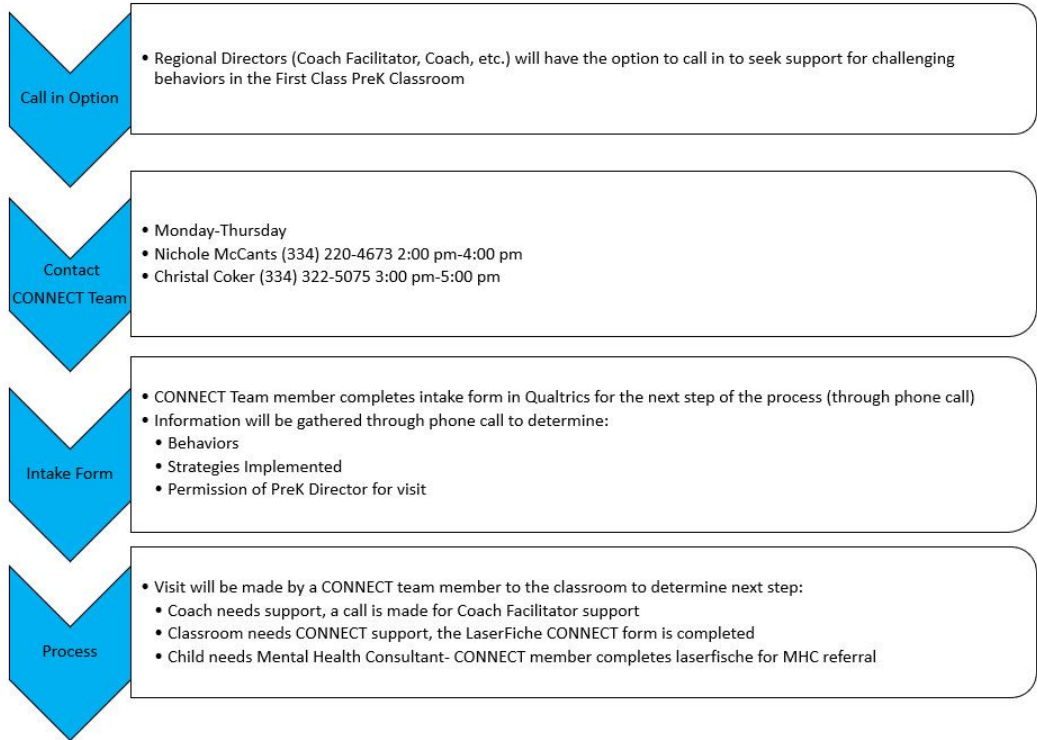 Call in Option
• Regional Directors (Coach Facilitator, Coach, etc.) will have the option to call in to seek support for challenging
behaviors in the First Class PreK Classroom
Contact
CONNECT Team
• Monday-Thursday
• Nichole McCants (334) 220-4673 2:00 pm-4:00 pm
• Christal Coker (334) 322-5075 3:00 pm-5:00 pm
Intake Form
• CONNECT Team member completes intake form in Qualtrics for the next step of the process (through phone call)
• Information will be gathered through phone call to determine:
• Behaviors
• Strategies Implemented
• Permission of PreK Director for visit
Process
• Visit will be made by a CONNECT team member to the classroom to determine next step:
• Coach needs support, a call is made for Coach Facilitator support
• Classroom needs CONNECT support, the LaserFiche CONNECT form is completed
• Child needs Mental Health Consultant- CONNECT member completes laserfische for MHC referral